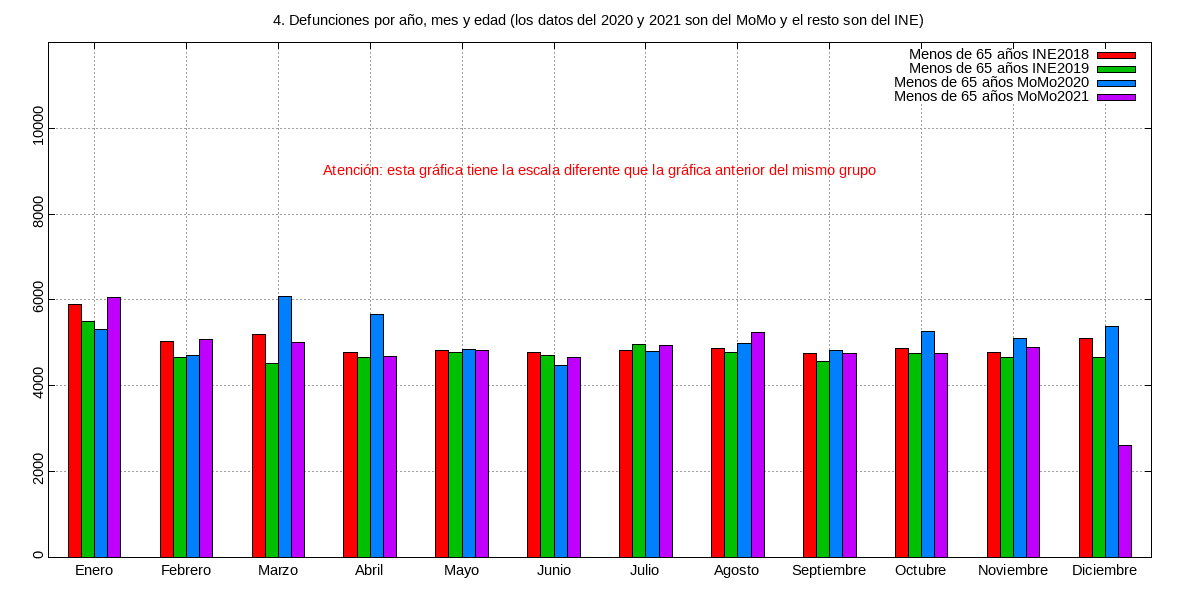 4. Defunciones por año, mes y edad (los datos del 2020 y 2021 son del MoMo y el resto son del INE)
Menos de 65 años INE2018
Menos de 65 años INE2019
Menos de 65 años MoMo2020
Menos de 65 años MoMo2021
Atención: esta gráfica tiene la escala diferente que la gráfica anterior del mismo grupo
10000
8000
6000
4000
2000
0
Enero Febrero Marzo Abril Mayo Junio Julio Agosto Septiembre Octubre Noviembre Diciembre